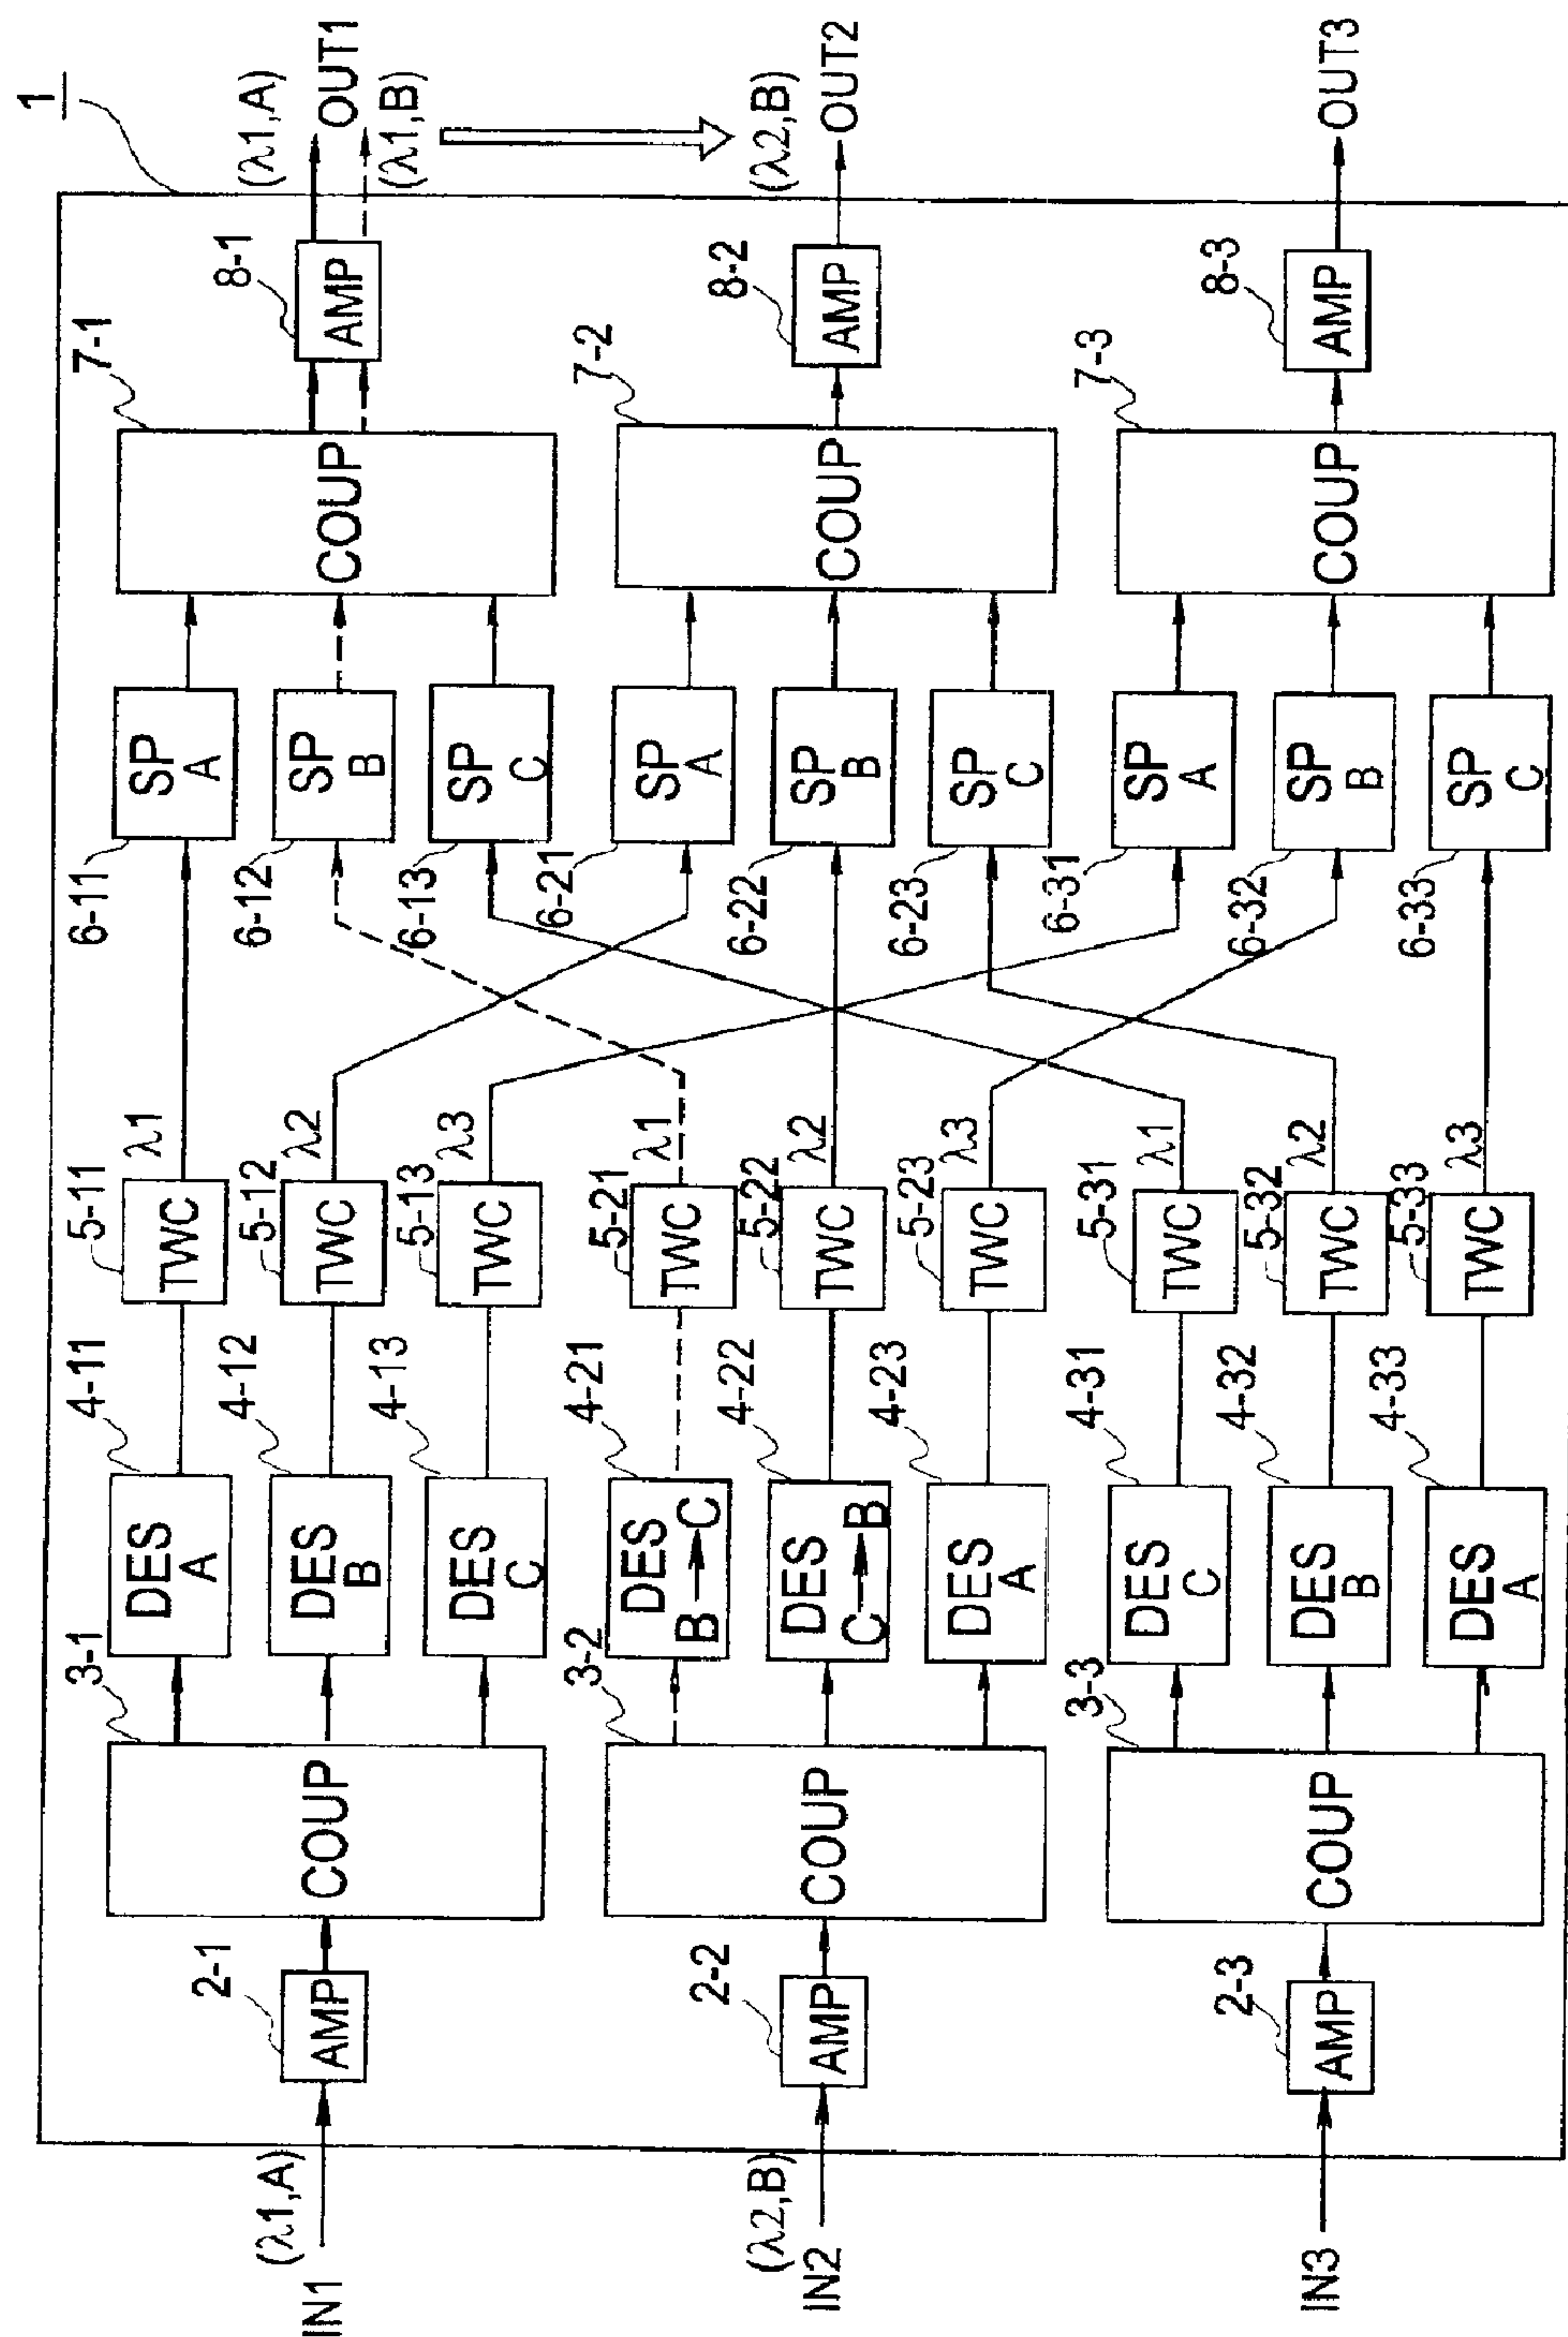 1
(λ1,A)
IN1
2-1
AMP
3-1
COUP
4-11
DES
A
5-11
TWC
λ1
6-11
SP
A
4-12
DES
B
5-12
TWC
λ2
6-12
SP
B
4-13
DES
C
5-13
TWC
λ3
6-13
SP
C
7-1
COUP
8-1
AMP
(λ1,A)
OUT1
(λ1,B)
(λ2,B)
IN2
2-2
AMP
3-2
COUP
4-21
DES
B→C
5-21
TWC
λ1
6-21
SP
A
4-22
DES
C→B
5-22
TWC
λ2
6-22
SP
B
4-23
DES
A
5-23
TWC
λ3
6-23
SP
C
7-2
COUP
8-2
AMP
(λ2,B)
OUT2
IN3
2-3
AMP
3-3
COUP
4-31
DES
C
5-31
TWC
λ1
6-31
SP
A
4-32
DES
B
5-32
TWC
λ2
6-32
SP
B
4-33
DES
A
5-33
TWC
λ3
6-33
SP
C
7-3
COUP
8-3
AMP
OUT3